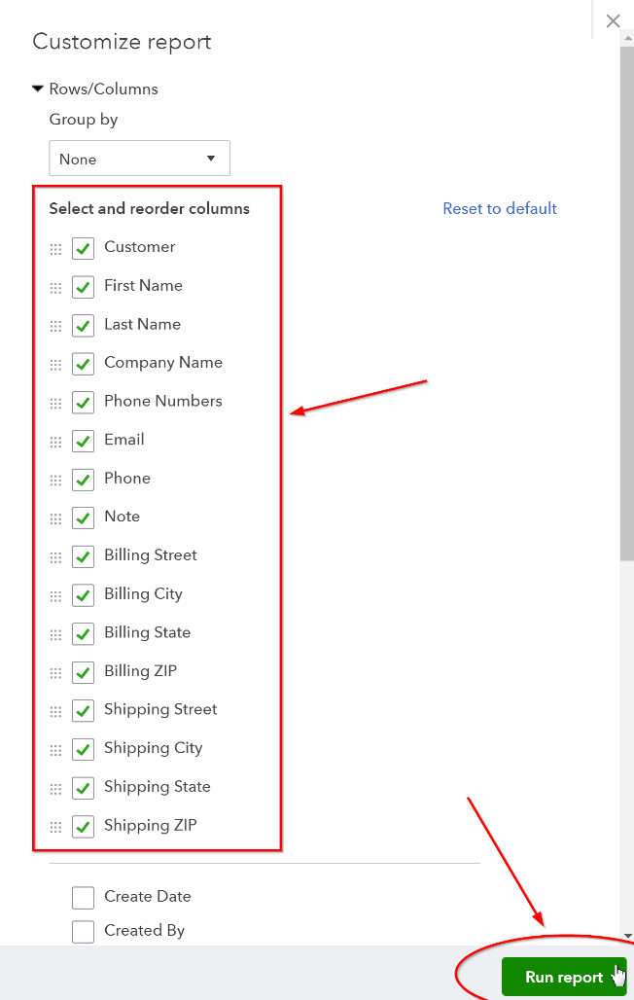 Customize report
Rows/Columns
Group by
None
Select and reorder columns
Reset to default
Customer
First Name
Last Name
Company Name
Phone Numbers
Email
Phone
Note
Billing Street
Billing City
Billing State
Billing ZIP
Shipping Street
Shipping City
Shipping State
Shipping ZIP
Create Date
Created By
Run report